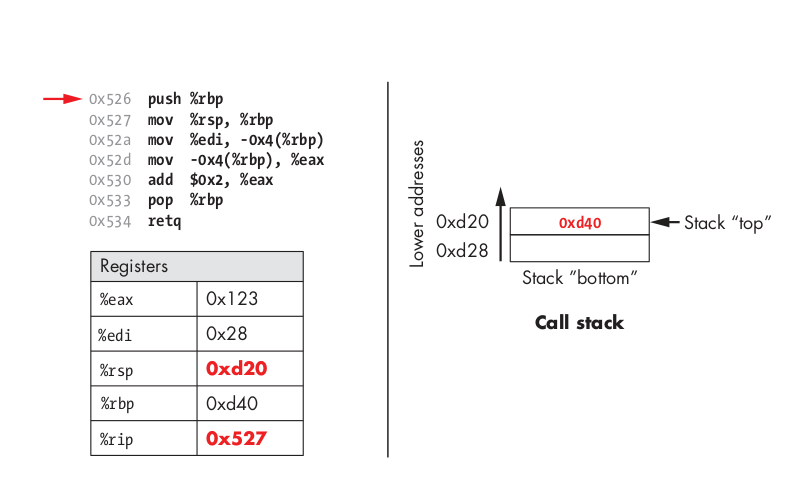 0x526 push %rbp
0x527 mov %rsp, %rbp
0x52a mov %edi, -0x4(%rbp)
0x52d mov -0x4(%rbp), %eax
0x530 add $0x2, %eax
0x533 pop %rbp
0x534 retq
Registers
%eax 0x123
%edi 0x28
%rsp 0xd20
%rbp 0xd40
%rip 0x527
Lower addresses
0xd20 0xd40 Stack “top”
0xd28
Stack “bottom”
Call stack